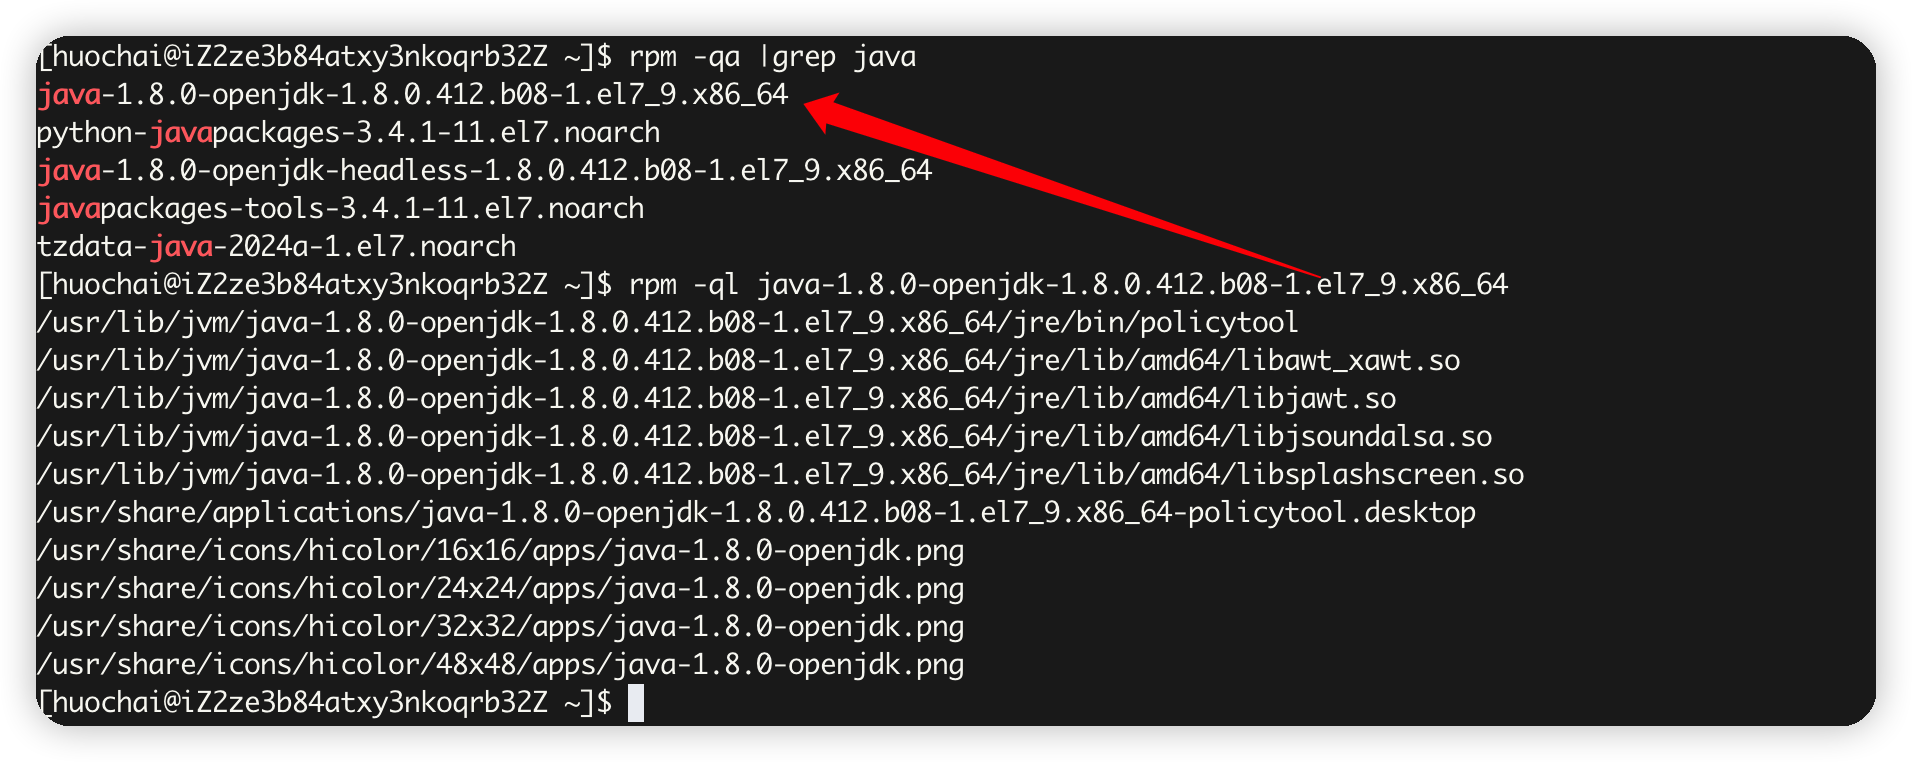 [huochai@iZ2ze3b84atxy3nkoqrb32Z ~]$ rpm -qa |grep java
java-1.8.0-openjdk-1.8.0.412.b08-1.el7_9.x86_64
python-javapackages-3.4.1-11.el7.noarch
java-1.8.0-openjdk-headless-1.8.0.412.b08-1.el7_9.x86_64
javapackages-tools-3.4.1-11.el7.noarch
tzdata-java-2024a-1.el7.noarch
[huochai@iZ2ze3b84atxy3nkoqrb32Z ~]$ rpm -ql java-1.8.0-openjdk-1.8.0.412.b08-1.el7_9.x86_64
/usr/lib/jvm/java-1.8.0-openjdk-1.8.0.412.b08-1.el7_9.x86_64/jre/bin/policytool
/usr/lib/jvm/java-1.8.0-openjdk-1.8.0.412.b08-1.el7_9.x86_64/jre/lib/amd64/libawt_xawt.so
/usr/lib/jvm/java-1.8.0-openjdk-1.8.0.412.b08-1.el7_9.x86_64/jre/lib/amd64/libjawt.so
/usr/lib/jvm/java-1.8.0-openjdk-1.8.0.412.b08-1.el7_9.x86_64/jre/lib/amd64/libjsoundalsa.so
/usr/lib/jvm/java-1.8.0-openjdk-1.8.0.412.b08-1.el7_9.x86_64/jre/lib/amd64/libsplashscreen.so
/usr/share/applications/java-1.8.0-openjdk-1.8.0.412.b08-1.el7_9.x86_64-policytool.desktop
/usr/share/icons/hicolor/16x16/apps/java-1.8.0-openjdk.png
/usr/share/icons/hicolor/24x24/apps/java-1.8.0-openjdk.png
/usr/share/icons/hicolor/32x32/apps/java-1.8.0-openjdk.png
/usr/share/icons/hicolor/48x48/apps/java-1.8.0-openjdk.png
[huochai@iZ2ze3b84atxy3nkoqrb32Z ~]$